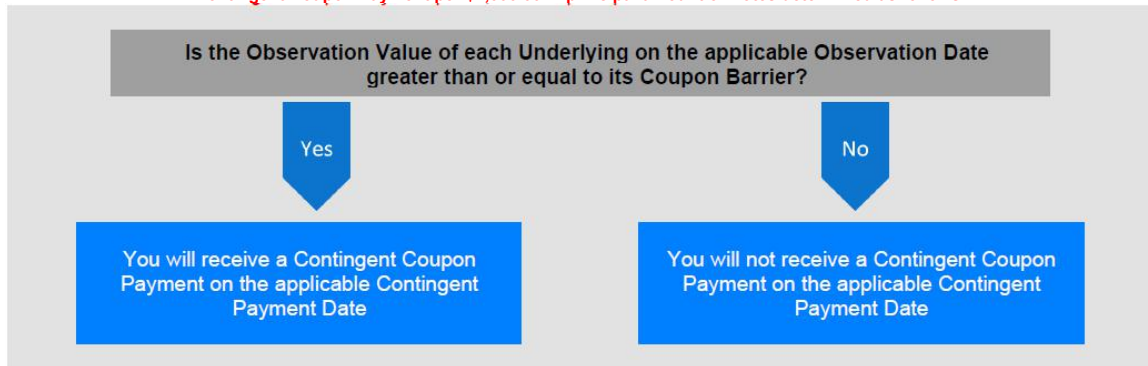 Is the Observation Value of each Underlying on the applicable Observation Date
greater than or equal to its Coupon Barrier?
Yes
No
You will receive a Contingent Coupon
Payment on the applicable Contingent
Payment Date
You will not receive a Contingent Coupon
Payment on the applicable Contingent
Payment Date